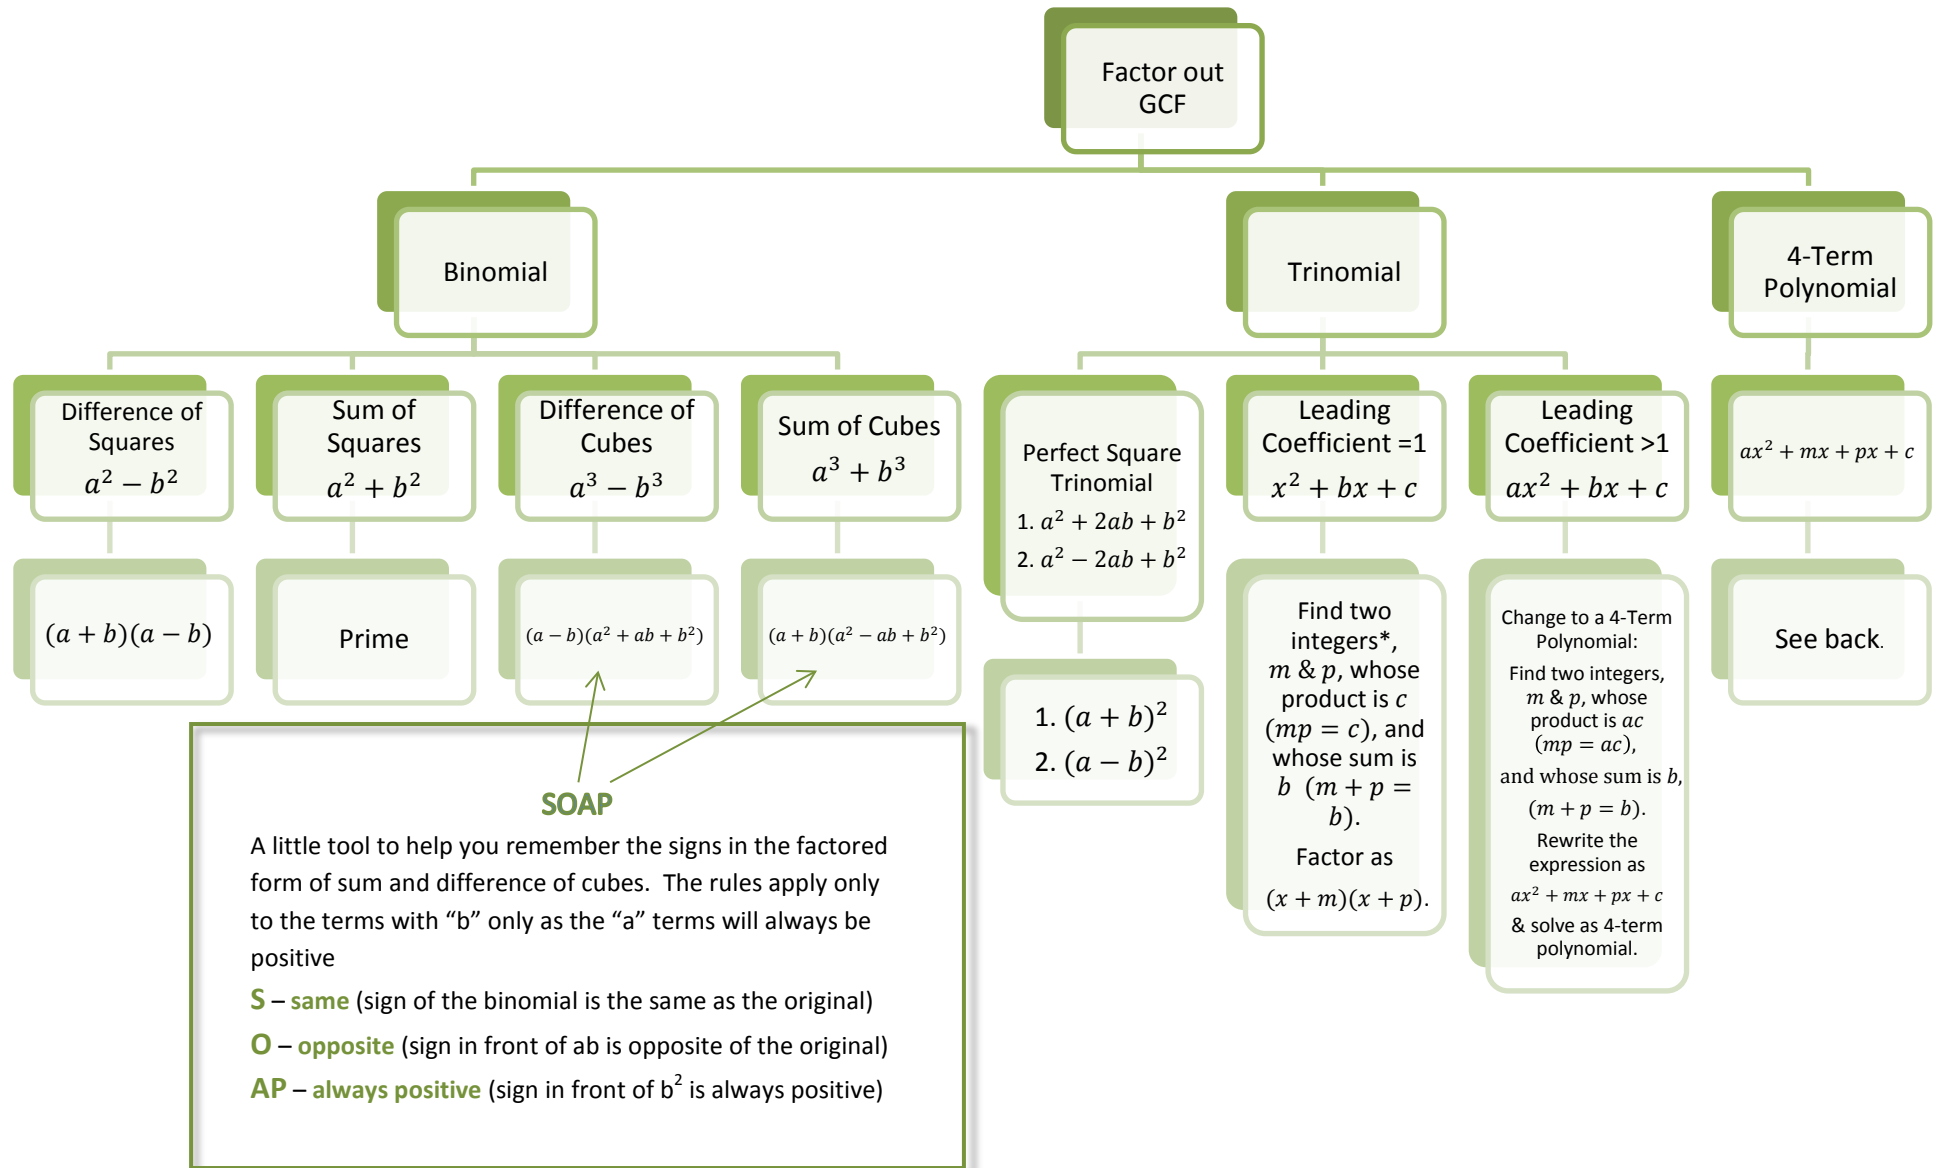 Factor out
GCF
Binomial
Trinomial
4-Term
Polynomial
Difference of
Squares
a² − b²
Sum of
Squares
a² + b²
Difference of
Cubes
a³ − b³
Sum of Cubes
a³ + b³
Perfect Square
Trinomial
1. a² + 2ab + b²
2. a² − 2ab + b²
Leading
Coefficient =1
x² + bx + c
Leading
Coefficient >1
ax² + bx + c
ax² + mx + px + c
(a + b)(a − b)
Prime
(a − b)(a² + ab + b²)
(a + b)(a² − ab + b²)
1. (a + b)²
2. (a − b)²
Find two
integers*,
m & p, whose
product is c
(mp = c), and
whose sum is
b (m + p =
b).
Factor as
(x + m)(x + p).
Change to a 4-Term
Polynomial:
Find two integers,
m & p, whose
product is ac
(mp = ac),
and whose sum is b,
(m + p = b).
Rewrite the
expression as
ax² + mx + px + c
& solve as 4-term
polynomial.
See back.
SOAP
A little tool to help you remember the signs in the factored
form of sum and difference of cubes. The rules apply only
to the terms with “b” only as the “a” terms will always be
positive
S – same (sign of the binomial is the same as the original)
O – opposite (sign in front of ab is opposite of the original)
AP – always positive (sign in front of b² is always positive)